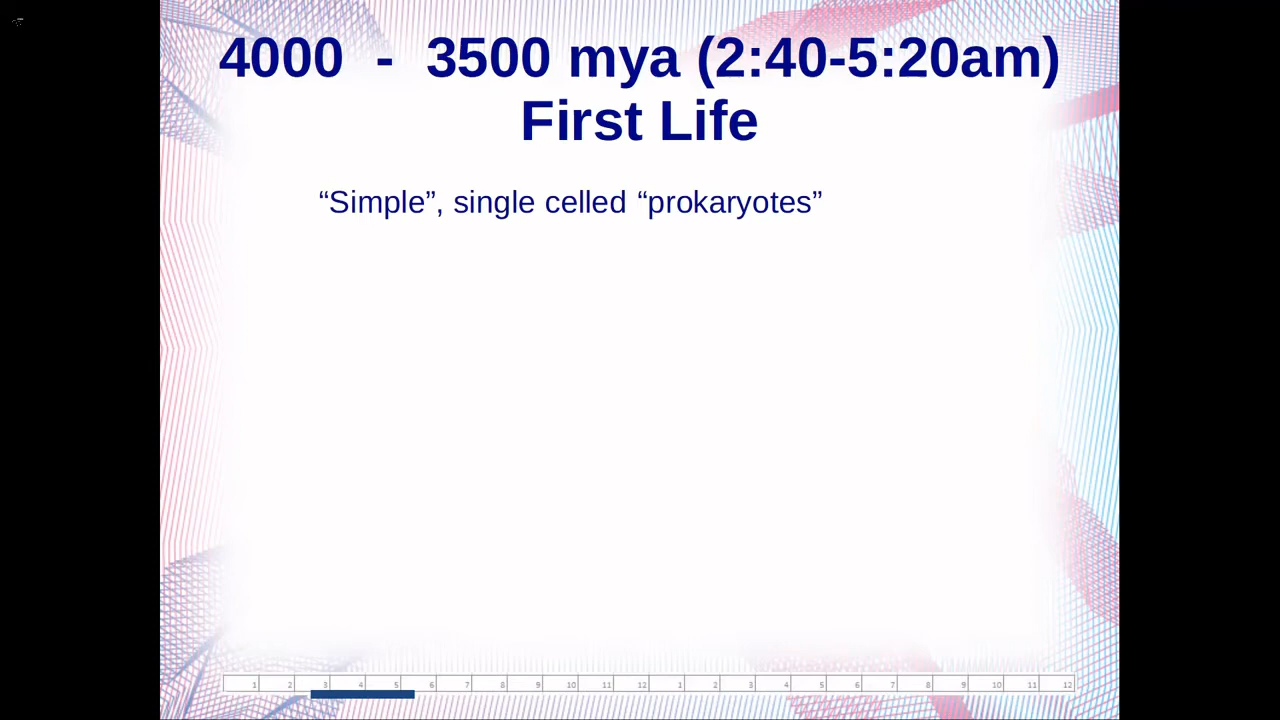 4000 - 3500 mya (2:40-5:20am)
First Life
“Simple”, single celled “prokaryotes”
1 2 3 4 5 6 7 8 9 10 11 12 1 2 3 4 5 6 7 8 9 10 11 12